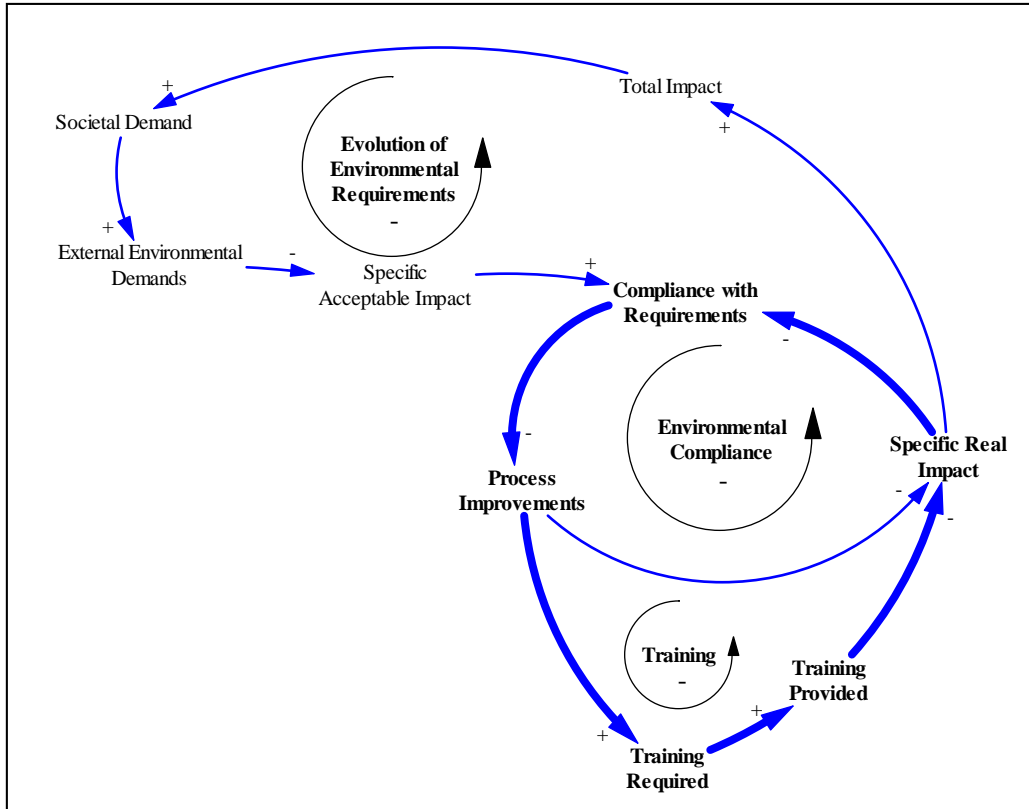 Total Impact
+
Societal Demand
+
Evolution of
Environmental
Requirements
-
+
External Environmental
Demands
-
Specific
Acceptable Impact
+
Compliance with
Requirements
-
Environmental
Compliance
-
Specific Real
Impact
-
Process
Improvements
-
-
Training
-
Training
Provided
+
+
Training
Required